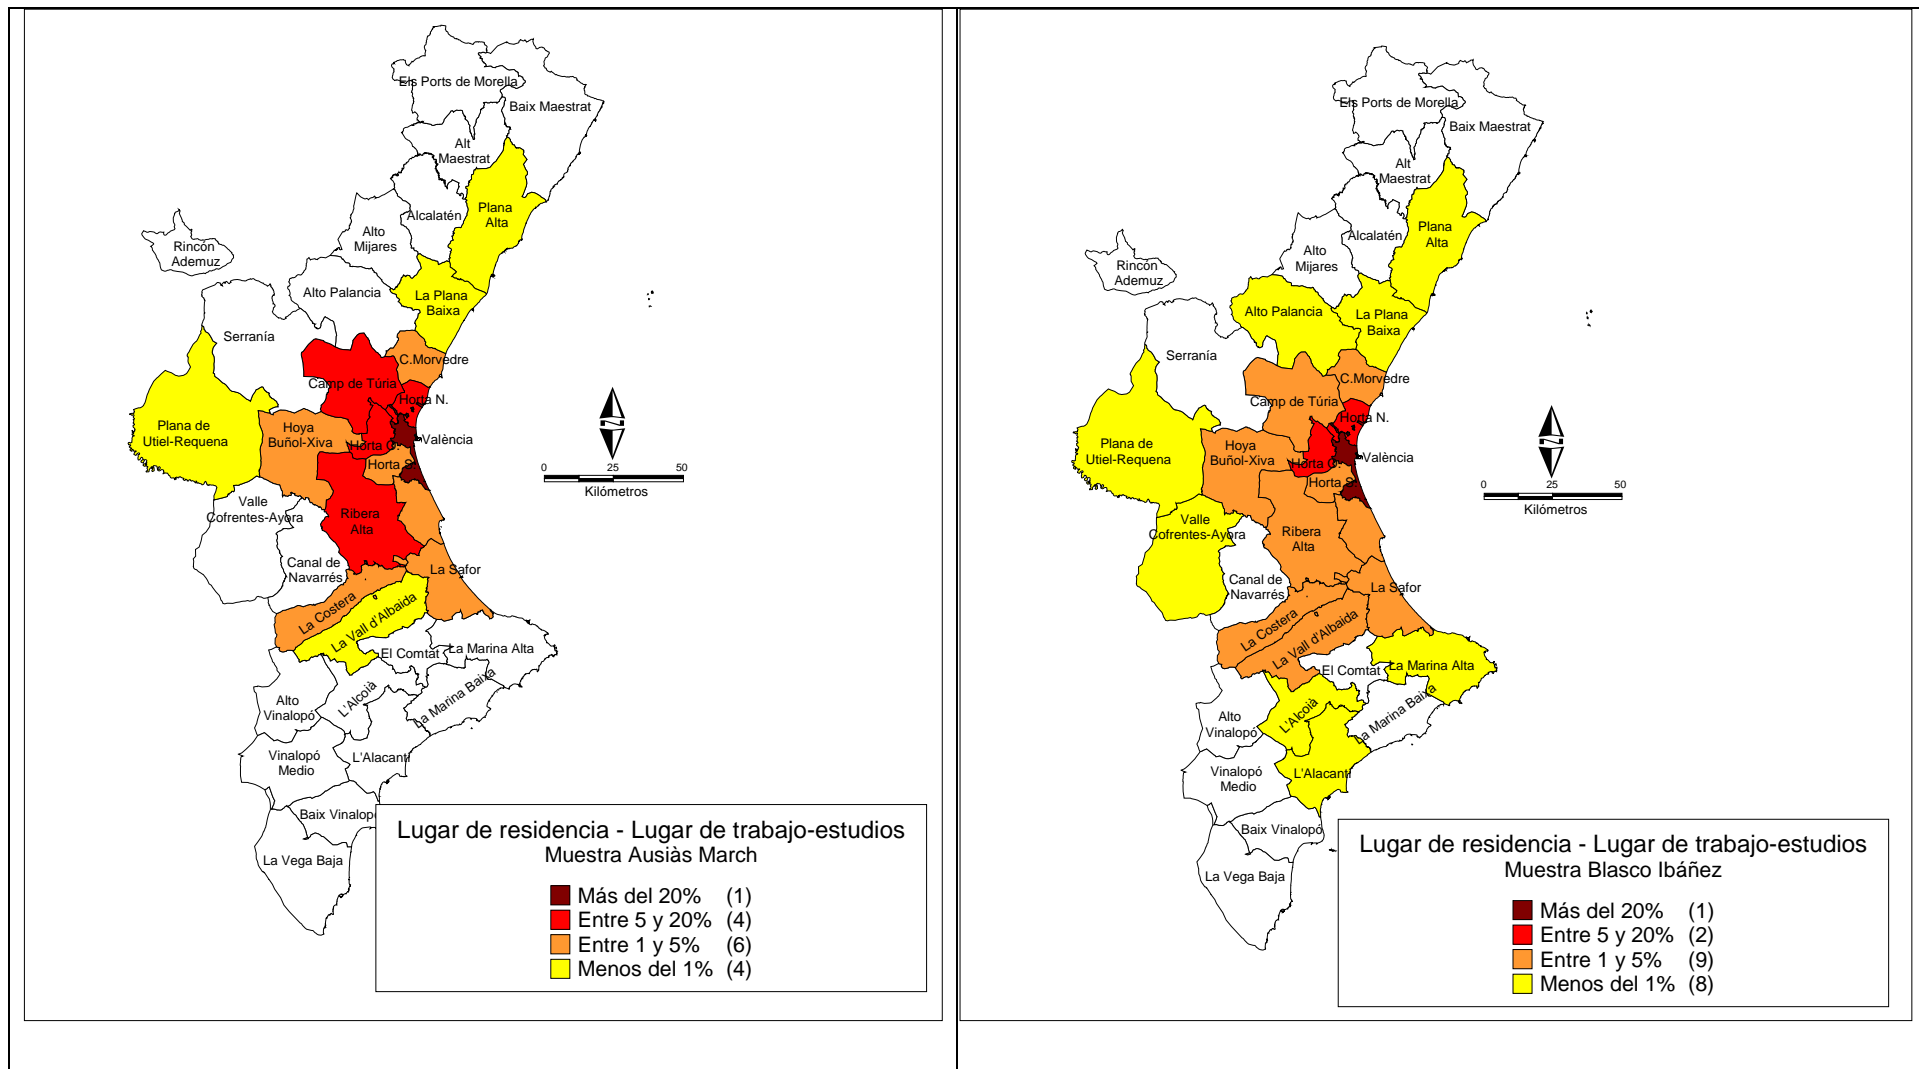 Els Ports de Morella
Baix Maestrat
Alt
Maestrat
Alcalatén
Plana
Alta
Alto
Mijares
Rincón
Ademuz
Alto Palancia
La Plana
Baixa
Serranía
C.Morvedre
Camp de Túria
Horta N.
Plana de
Utiel-Requena
Hoya
Buñol-Xiva
València
Horta O.
Horta S.
Valle
Cofrentes-Ayora
Ribera
Alta
Canal de
Navarrés
La Safor
La Costera
La Vall d'Albaida
El Comtat
La Marina Alta
L'Alcoià
La Marina Baixa
Alto
Vinalopó
Vinalopó
Medio
L'Alacantí
Baix Vinalopó
La Vega Baja
N
0 25 50
Kilómetros
Lugar de residencia - Lugar de trabajo-estudios
Muestra Ausiàs March
Más del 20% (1)
Entre 5 y 20% (4)
Entre 1 y 5% (6)
Menos del 1% (4)
Els Ports de Morella
Baix Maestrat
Alt
Maestrat
Alcalatén
Plana
Alta
Alto
Mijares
Rincón
Ademuz
Alto Palancia
La Plana
Baixa
Serranía
C.Morvedre
Camp de Túria
Horta N.
Plana de
Utiel-Requena
Hoya
Buñol-Xiva
València
Horta O.
Horta S.
Valle
Cofrentes-Ayora
Ribera
Alta
Canal de
Navarrés
La Safor
La Costera
La Vall d'Albaida
El Comtat
La Marina Alta
L'Alcoià
La Marina Baixa
Alto
Vinalopó
Vinalopó
Medio
L'Alacantí
Baix Vinalopó
La Vega Baja
N
0 25 50
Kilómetros
Lugar de residencia - Lugar de trabajo-estudios
Muestra Blasco Ibáñez
Más del 20% (1)
Entre 5 y 20% (2)
Entre 1 y 5% (9)
Menos del 1% (8)